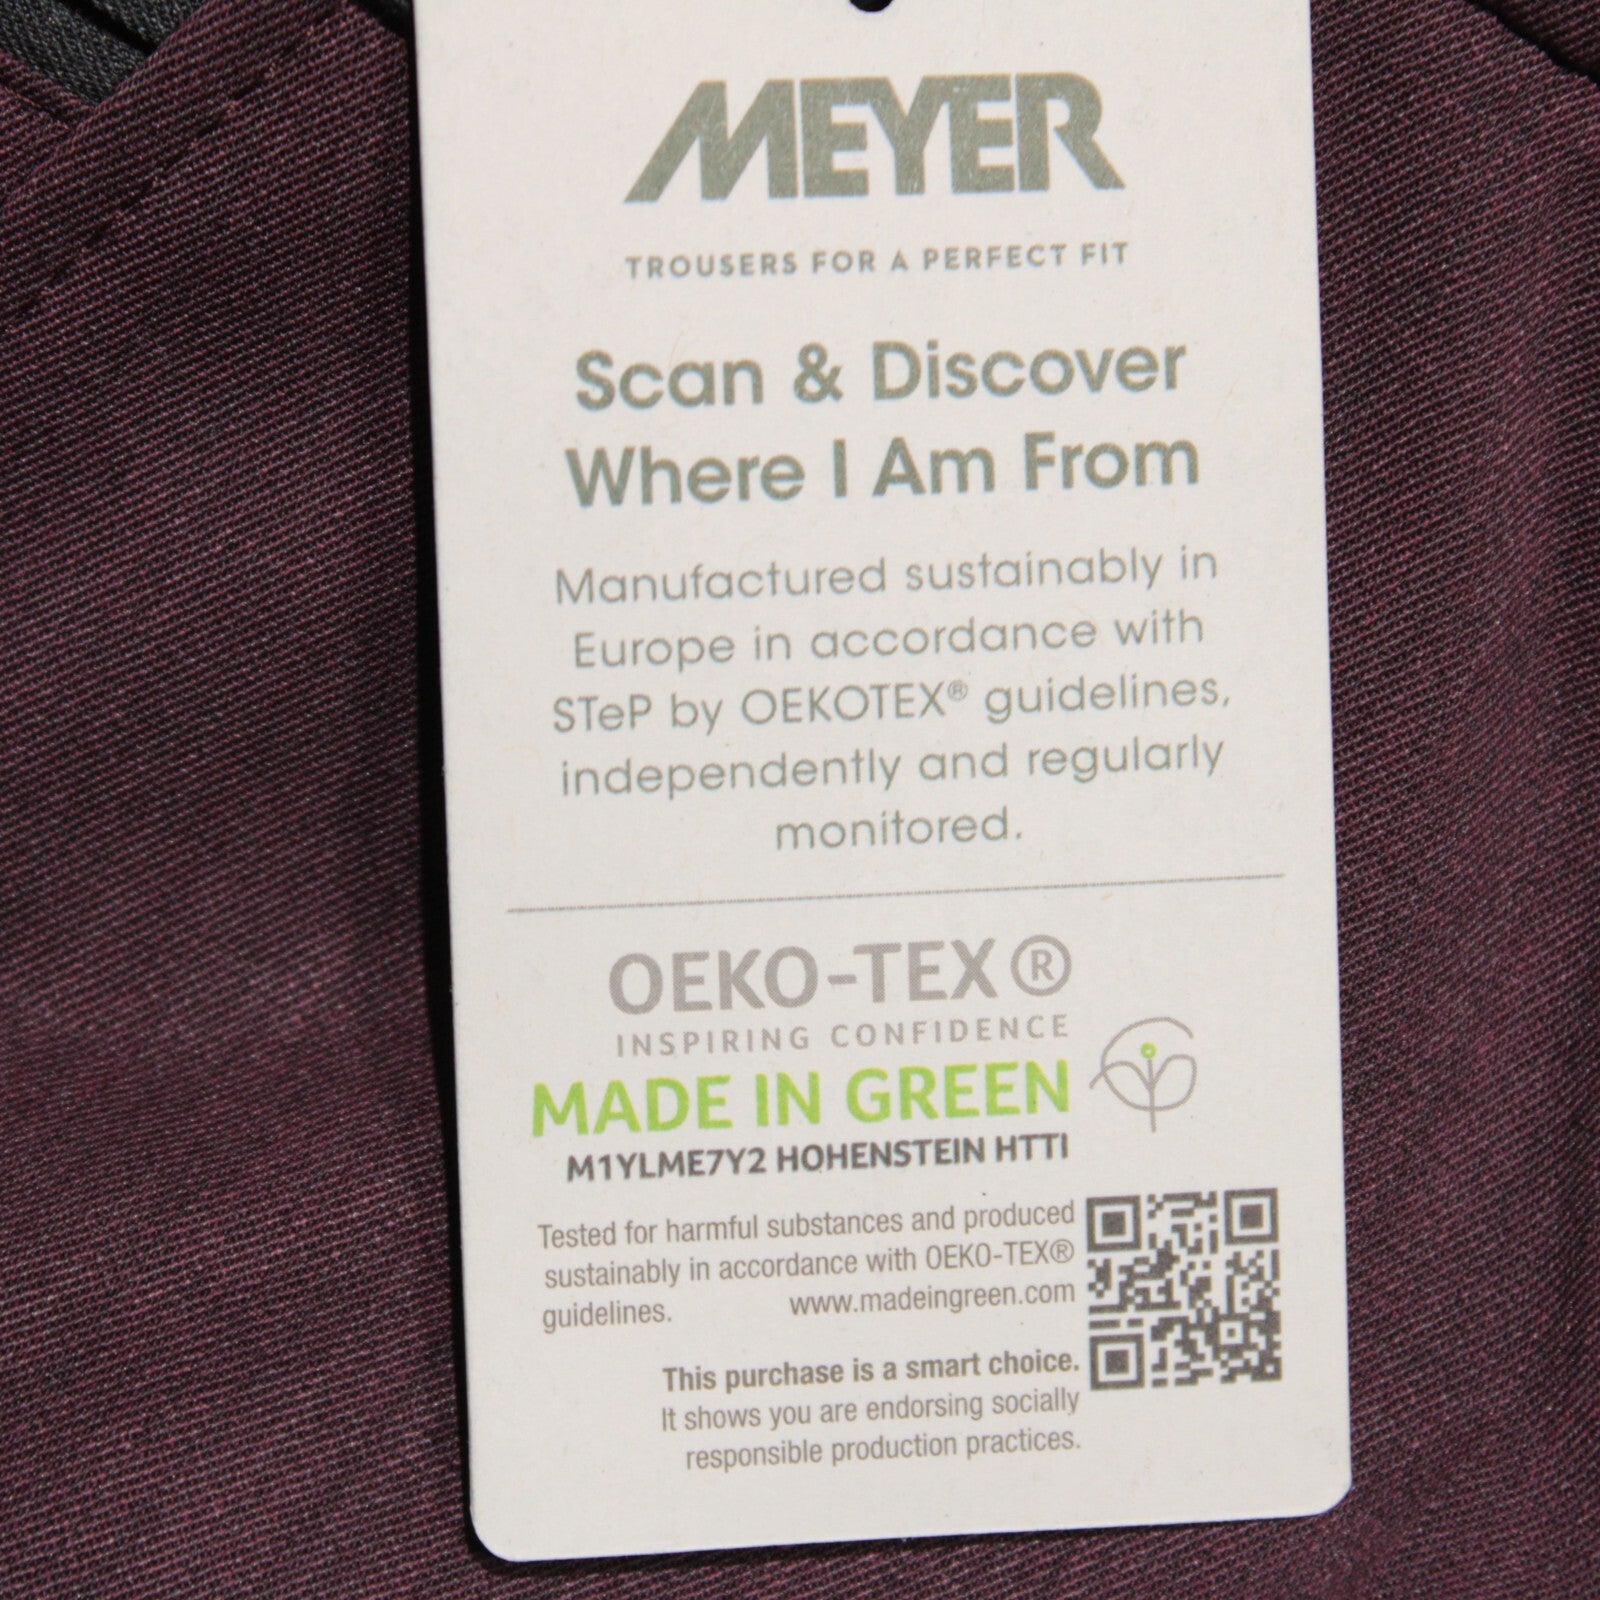 MEYER
TROUSERS FOR A PERFECT FIT
Scan & Discover
Where I Am From
Manufactured sustainably in
Europe in accordance with
STeP by OEKOTEX® guidelines,
independently and regularly
monitored.
OEKO-TEX®
INSPIRING CONFIDENCE
MADE IN GREEN
M1YLME7Y2 HOHENSTEIN HTTI
Tested for harmful substances and produced
sustainably in accordance with OEKO-TEX®
guidelines. www.madeingreen.com
This purchase is a smart choice.
It shows you are endorsing socially
responsible production practices.